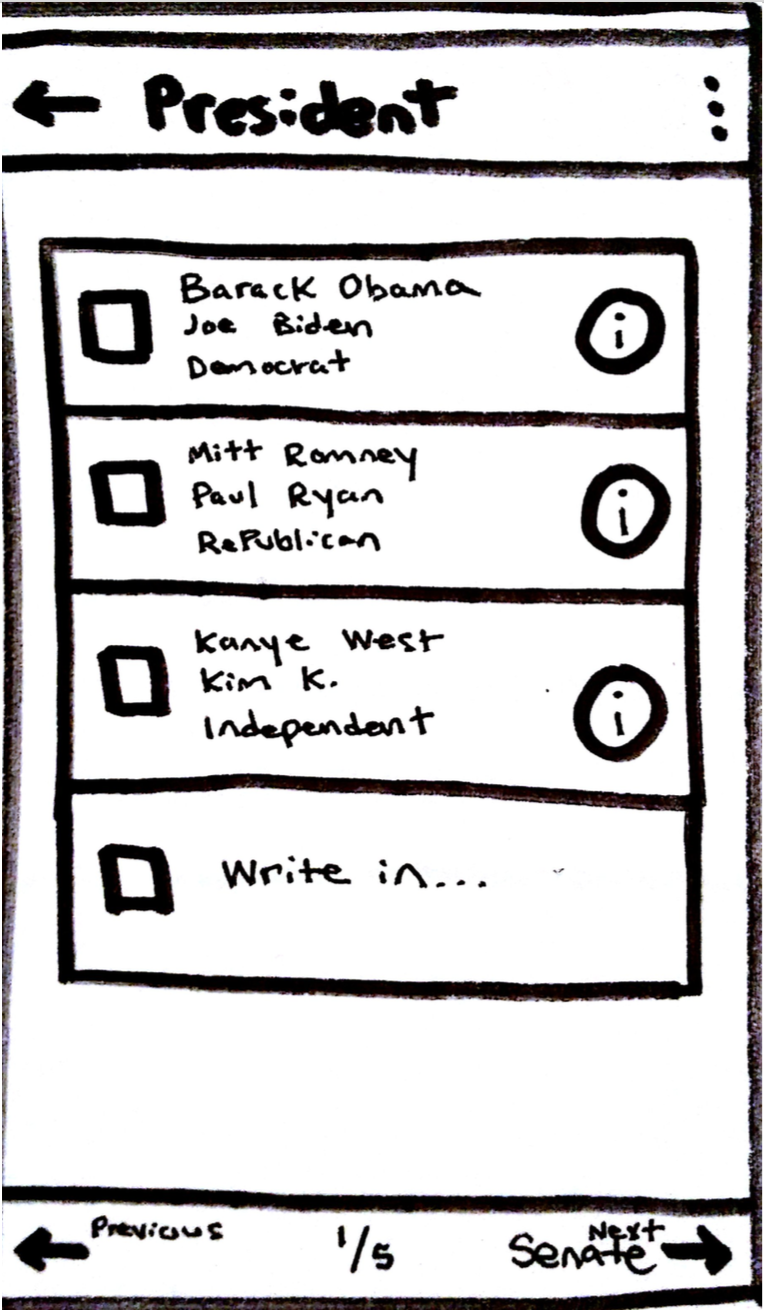 President
Barack Obama
Joe Biden
Democrat
i
Mitt Romney
Paul Ryan
Republican
i
Kanye West
Kim K.
Independent
i
Write in...
Previous
1/5
Next
Senate